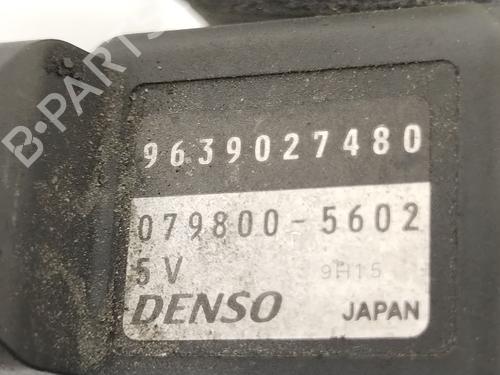 B-PARTS
9639027480
079800-5602
5V 9H15
DENSO JAPAN